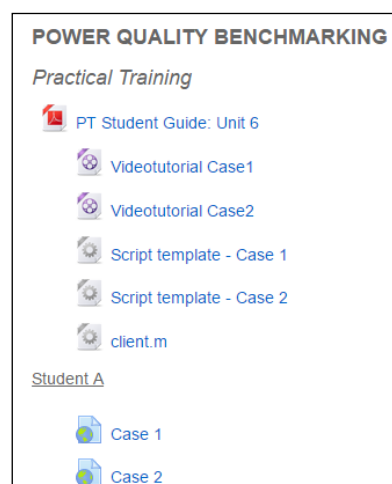 POWER QUALITY BENCHMARKING
Practical Training
PT Student Guide: Unit 6
Videotutorial Case1
Videotutorial Case2
Script template - Case 1
Script template - Case 2
client.m
Student A
Case 1
Case 2